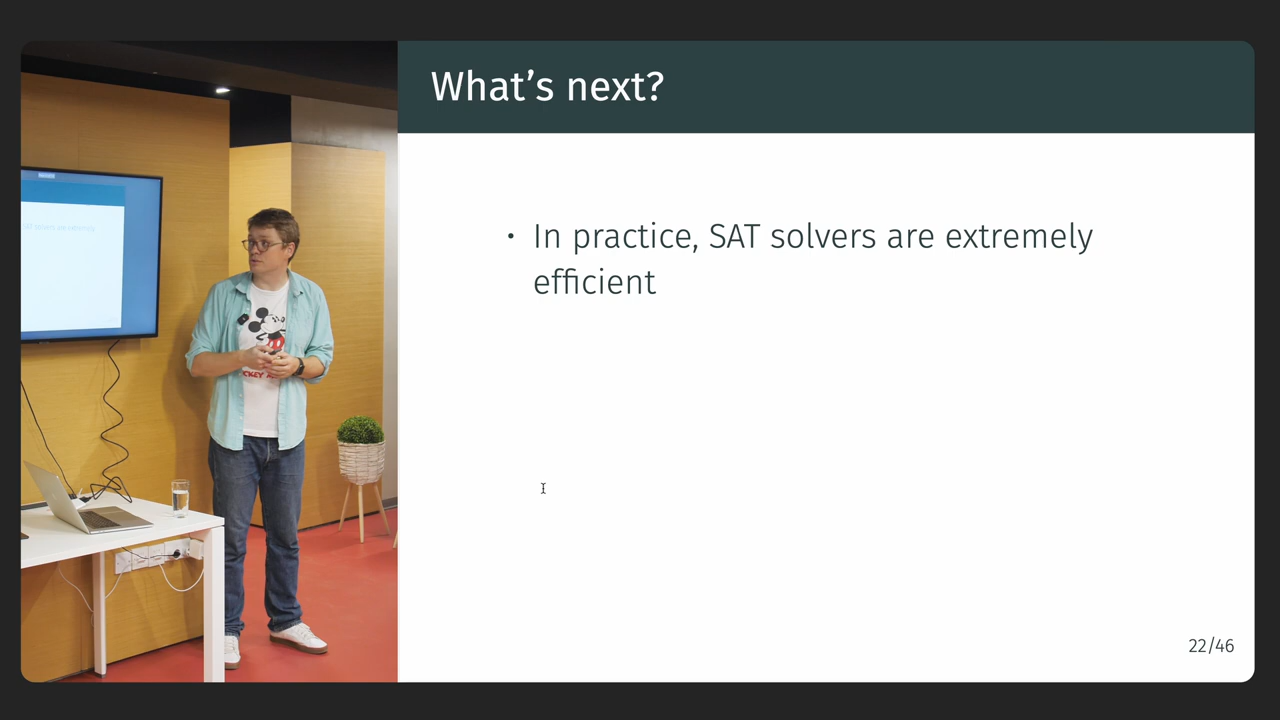 What’s next?
• In practice, SAT solvers are extremely
efficient
22/46